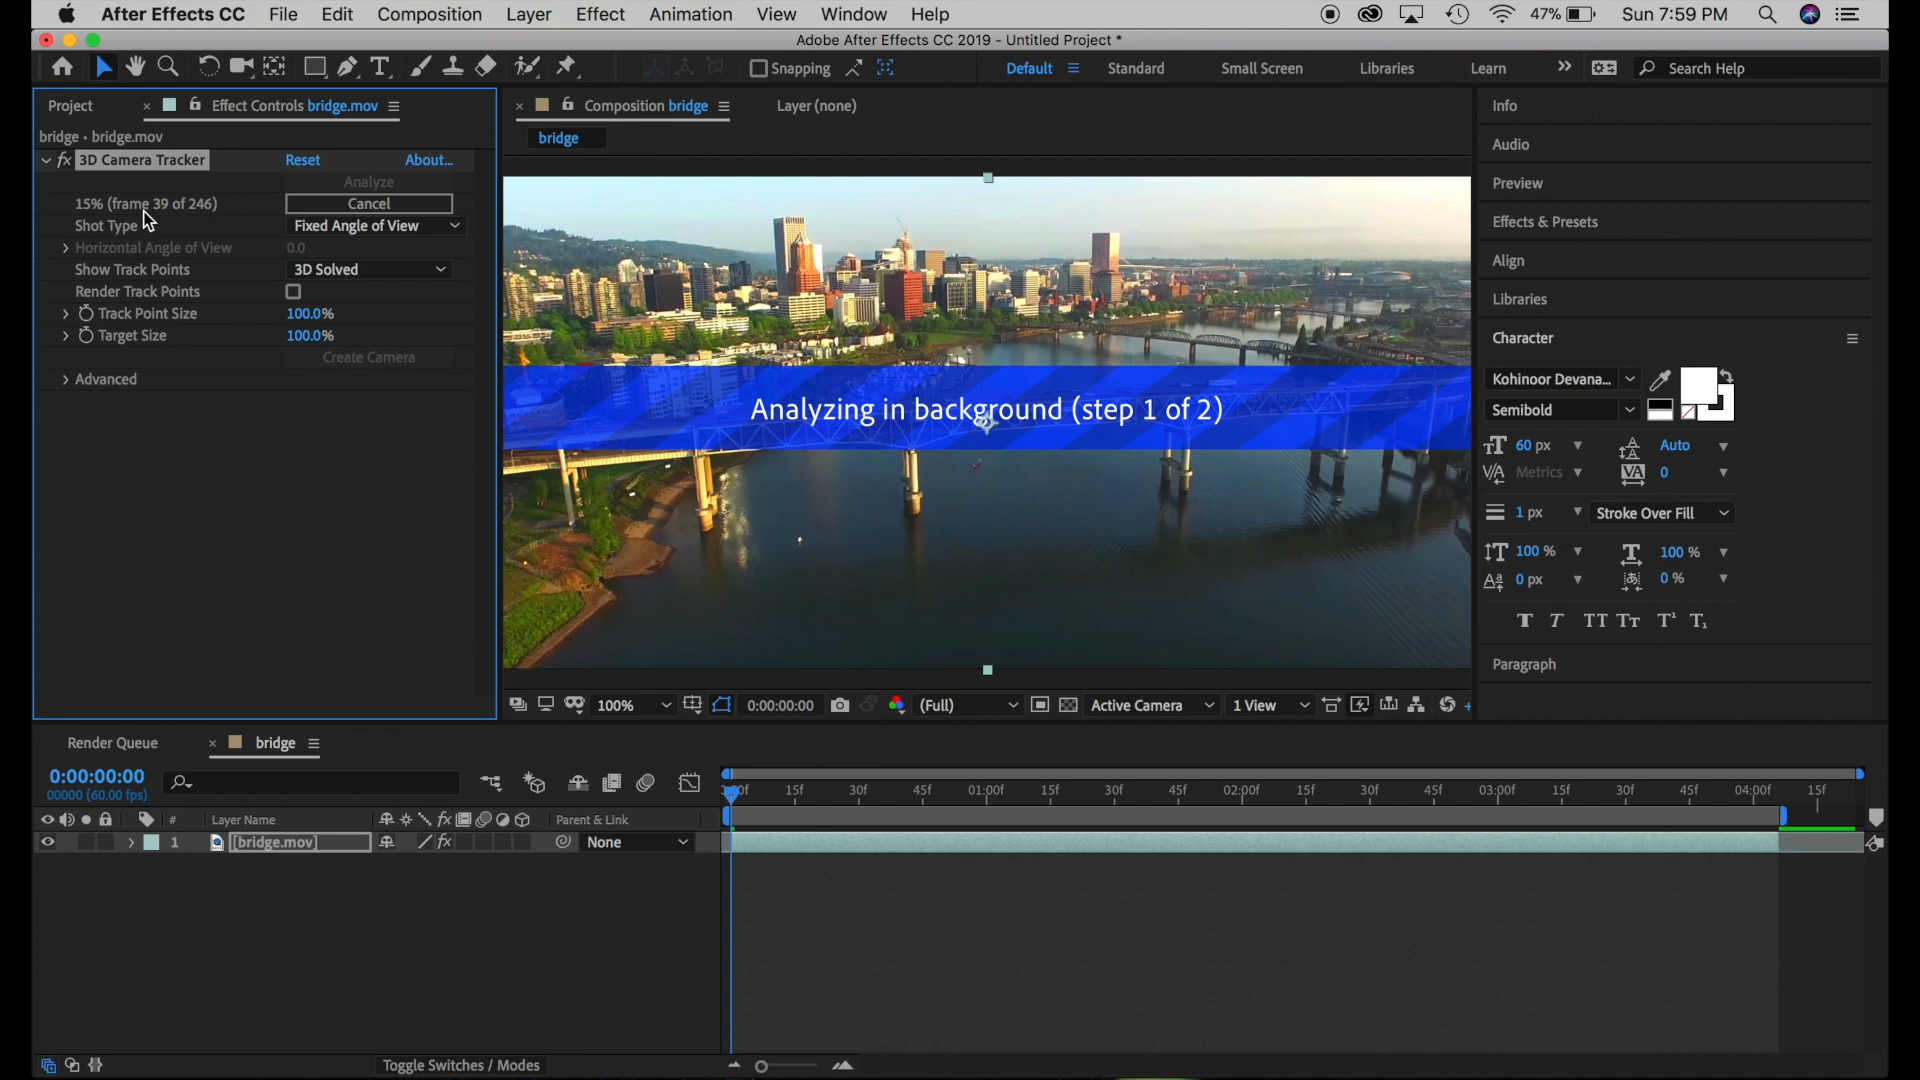 After Effects CC File Edit Composition Layer Effect Animation View Window Help 47% Sun 7:59 PM
Adobe After Effects CC 2019 - Untitled Project *
Snapping Default Standard Small Screen Libraries Learn Search Help
Project Effect Controls bridge.mov Composition bridge Layer (none)
bridge • bridge.mov
bridge
fx 3D Camera Tracker Reset About...
Analyze
15% (frame 39 of 246) Cancel
Shot Type Fixed Angle of View
Horizontal Angle of View 0.0
Show Track Points 3D Solved
Render Track Points
Track Point Size 100.0%
Target Size 100.0%
Create Camera
Advanced
Analyzing in background (step 1 of 2)
Info
Audio
Preview
Effects & Presets
Align
Libraries
Character
Kohinoor Devana...
Semibold
60 px Auto
Metrics 0
1 px Stroke Over Fill
100 % 100 %
0 px 0 %
T T TT Tt T¹ T₁
Paragraph
100% 0:00:00:00 (Full) Active Camera 1 View
Render Queue bridge
0:00:00:00
00000 (60.00 fps)
15f 30f 45f 01:00f 15f 30f 45f 02:00f 15f 30f 45f 03:00f 15f 30f 45f 04:00f 15f
# Layer Name fx Parent & Link
1 [bridge.mov] fx None
Toggle Switches / Modes